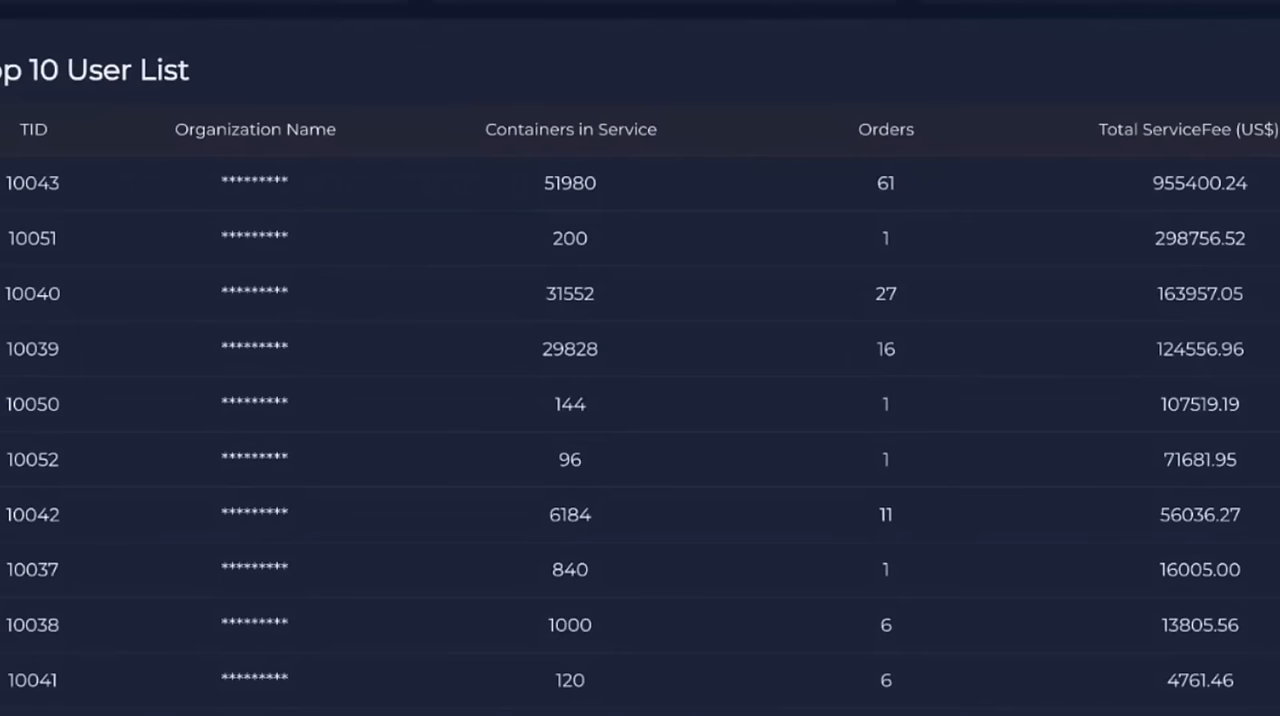 op 10 User List
TID Organization Name Containers in Service Orders Total ServiceFee (US$)
10043 ********* 51980 61 955400.24
10051 ********* 200 1 298756.52
10040 ********* 31552 27 163957.05
10039 ********* 29828 16 124556.96
10050 ********* 144 1 107519.19
10052 ********* 96 1 71681.95
10042 ********* 6184 11 56036.27
10037 ********* 840 1 16005.00
10038 ********* 1000 6 13805.56
10041 ********* 120 6 4761.46